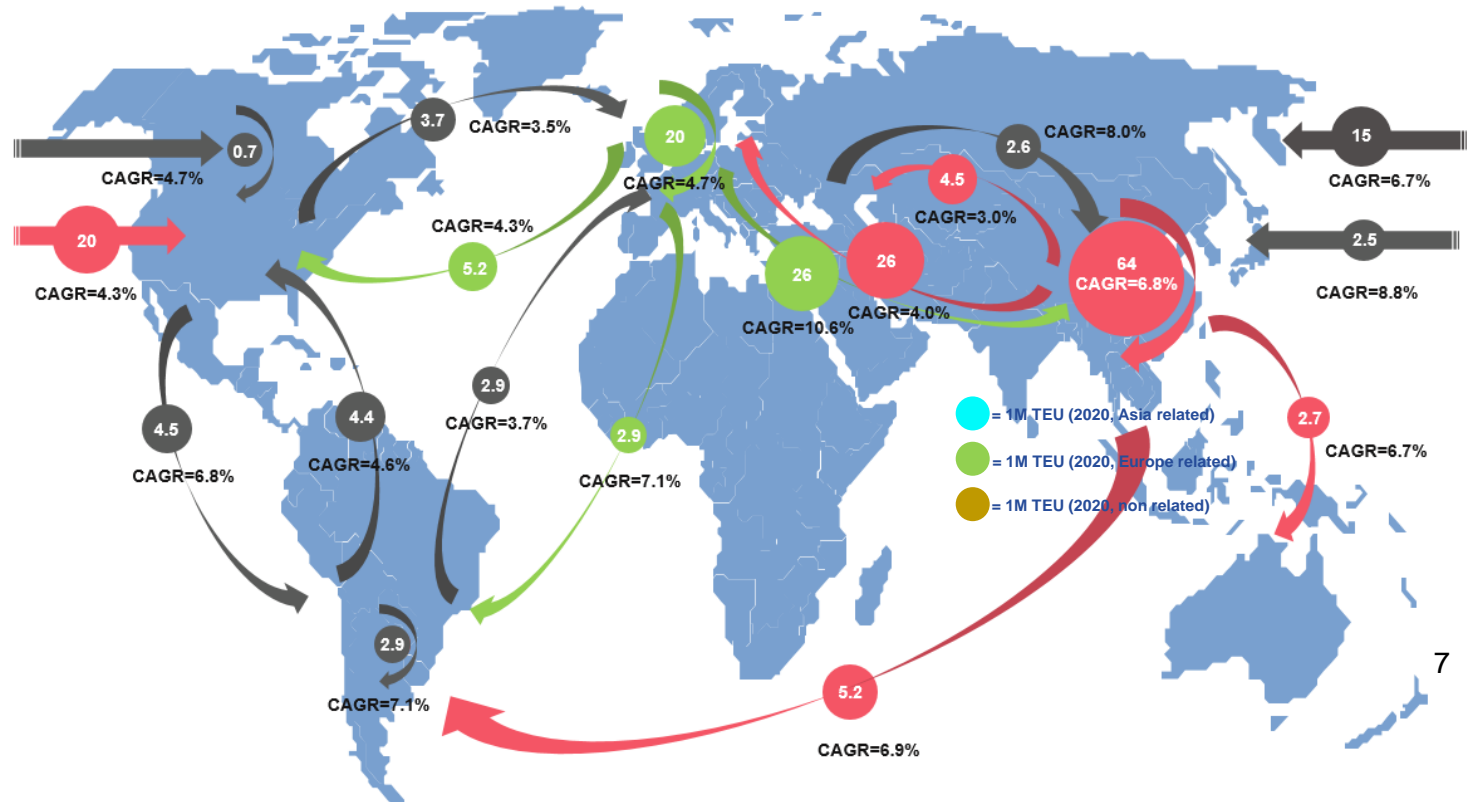 3.7
CAGR=3.5%
20
CAGR=4.7%
2.6
CAGR=8.0%
15
CAGR=6.7%
0.7
CAGR=4.7%
4.5
CAGR=3.0%
20
CAGR=4.3%
CAGR=4.3%
5.2
26
CAGR=10.6%
26
CAGR=4.0%
64
CAGR=6.8%
2.5
CAGR=8.8%
4.5
CAGR=6.8%
4.4
CAGR=4.6%
2.9
CAGR=3.7%
2.9
CAGR=7.1%
= 1M TEU (2020, Asia related)
= 1M TEU (2020, Europe related)
= 1M TEU (2020, non related)
2.7
CAGR=6.7%
2.9
CAGR=7.1%
5.2
CAGR=6.9%
7